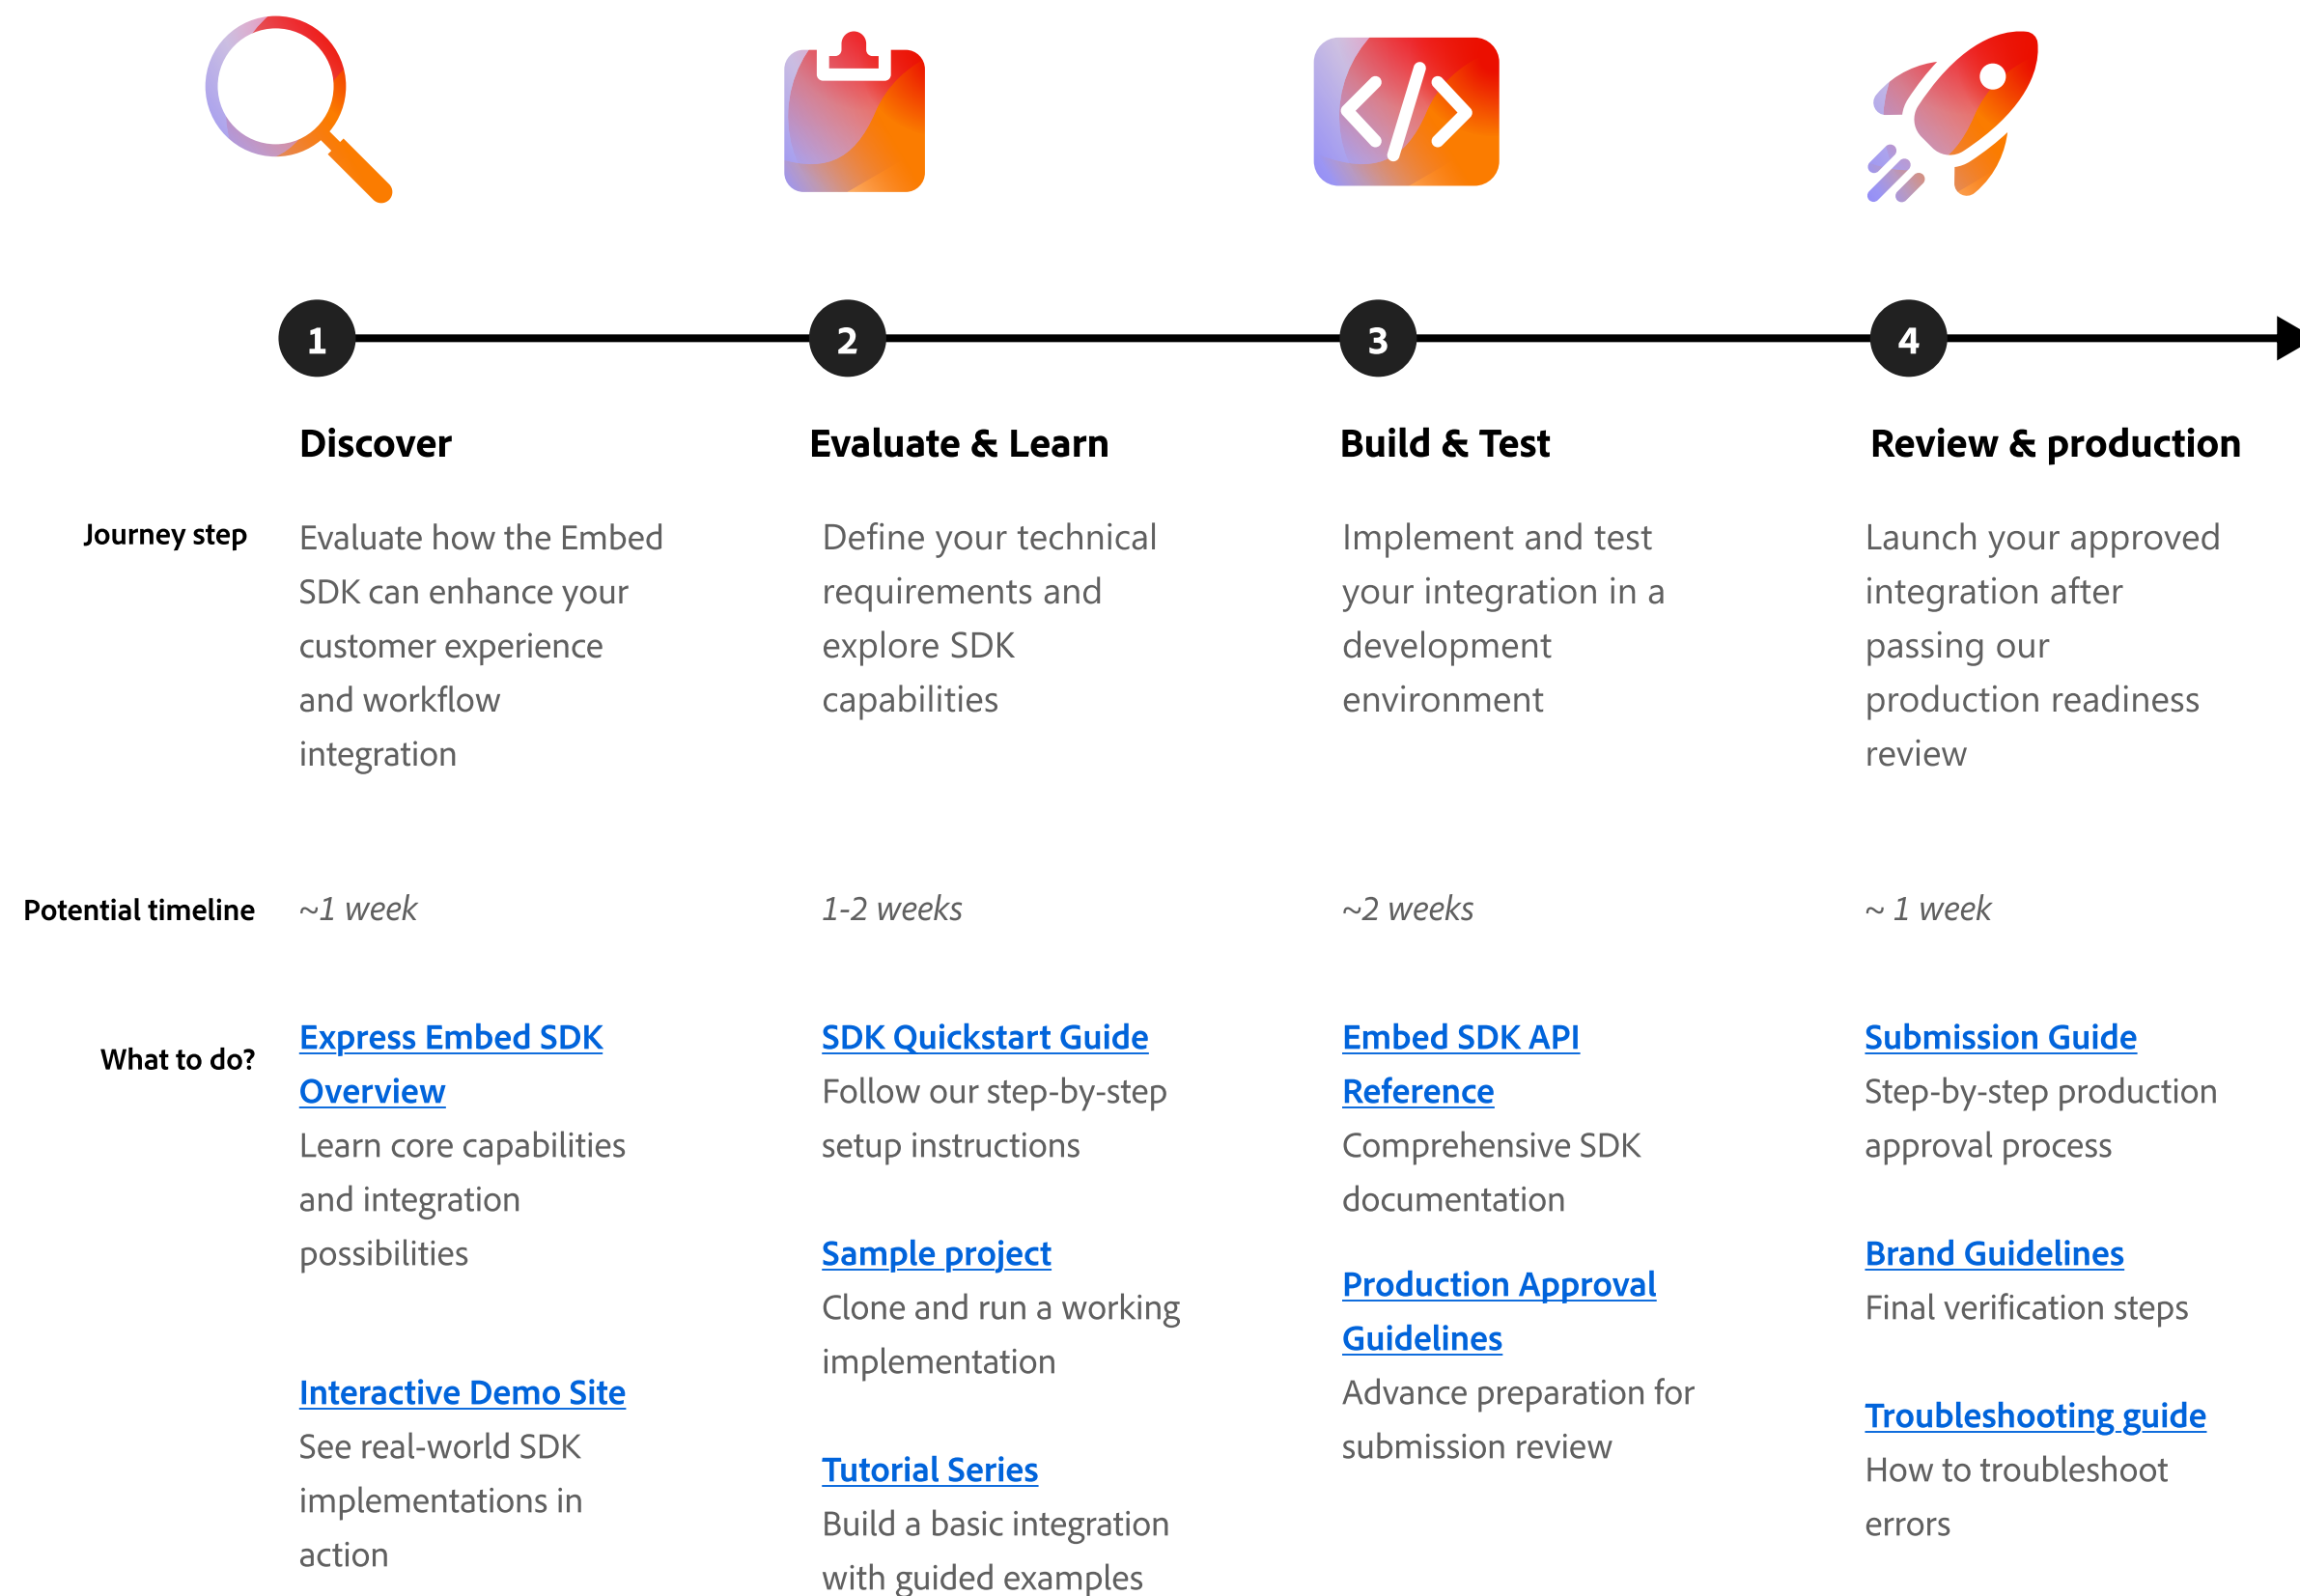 1
2
3
4
Discover
Evaluate & Learn
Build & Test
Review & production
Journey step
Evaluate how the Embed
SDK can enhance your
customer experience
and workflow
integration
Define your technical
requirements and
explore SDK
capabilities
Implement and test
your integration in a
development
environment
Launch your approved
integration after
passing our
production readiness
review
Potential timeline
~1 week
1-2 weeks
~2 weeks
~ 1 week
What to do?
Express Embed SDK
Overview
Learn core capabilities
and integration
possibilities
Interactive Demo Site
See real-world SDK
implementations in
action
SDK Quickstart Guide
Follow our step-by-step
setup instructions
Sample project
Clone and run a working
implementation
Tutorial Series
Build a basic integration
with guided examples
Embed SDK API
Reference
Comprehensive SDK
documentation
Production Approval
Guidelines
Advance preparation for
submission review
Submission Guide
Step-by-step production
approval process
Brand Guidelines
Final verification steps
Troubleshooting guide
How to troubleshoot
errors